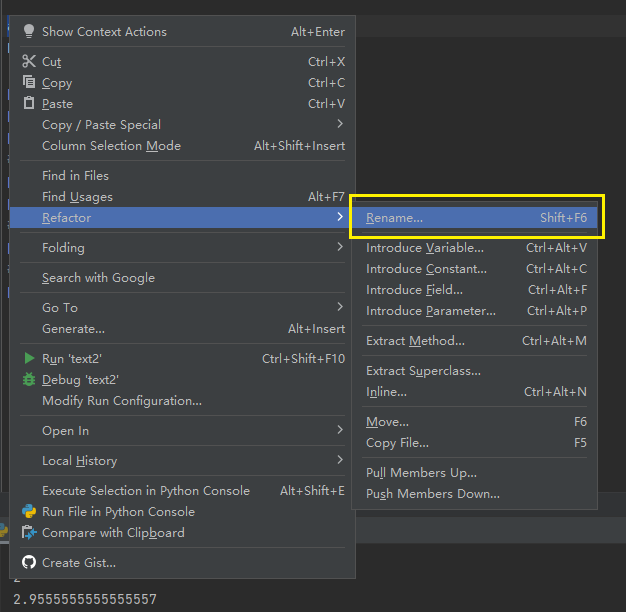 Show Context Actions Alt+Enter
Cut Ctrl+X
Copy Ctrl+C
Paste Ctrl+V
Copy / Paste Special
Column Selection Mode Alt+Shift+Insert
Find in Files
Find Usages Alt+F7
Refactor
Folding
Search with Google
Go To
Generate... Alt+Insert
Run 'text2' Ctrl+Shift+F10
Debug 'text2'
Modify Run Configuration...
Open In
Local History
Execute Selection in Python Console Alt+Shift+E
Run File in Python Console
Compare with Clipboard
Create Gist...
Rename... Shift+F6
Introduce Variable... Ctrl+Alt+V
Introduce Constant... Ctrl+Alt+C
Introduce Field... Ctrl+Alt+F
Introduce Parameter... Ctrl+Alt+P
Extract Method... Ctrl+Alt+M
Extract Superclass...
Inline... Ctrl+Alt+N
Move... F6
Copy File... F5
Pull Members Up...
Push Members Down...
2.9555555555555557